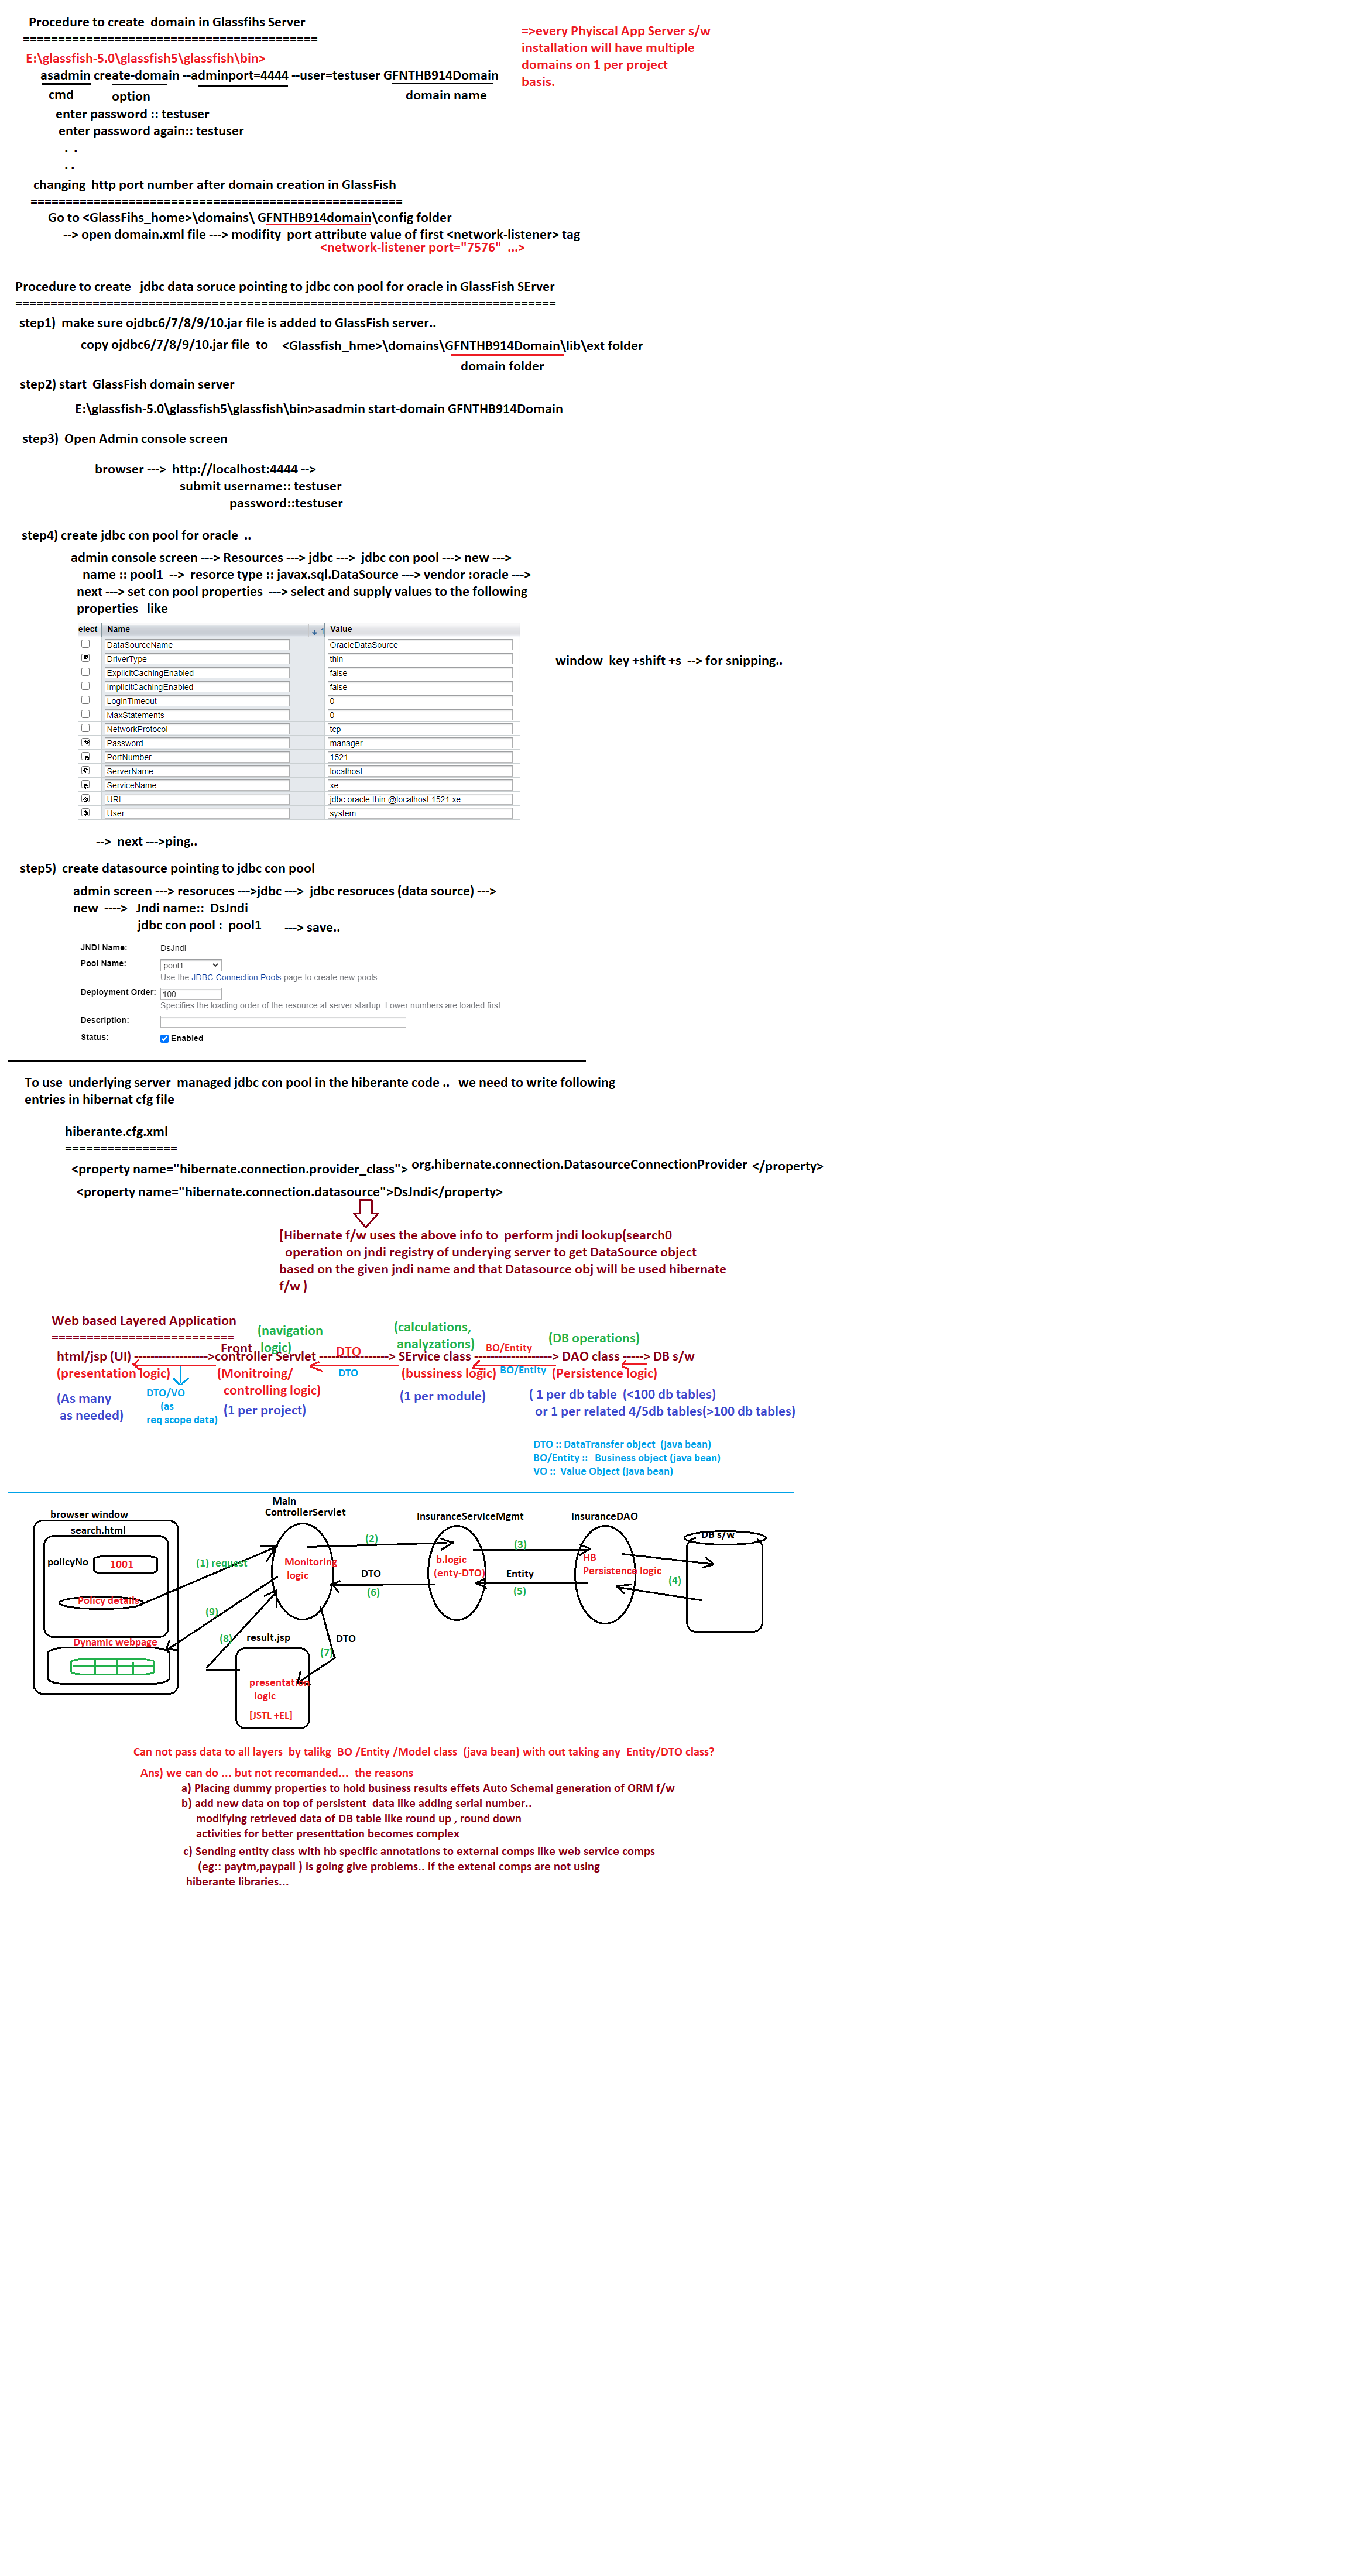 Procedure to create  domain in Glassfihs Server
==========================================
=>every Phyiscal App Server s/w
installation will have multiple
domains on 1 per project
basis.
E:\glassfish-5.0\glassfish5\glassfish\bin>
asadmin create-domain --adminport=4444 --user=testuser GFNTHB914Domain
cmd option domain name
enter password :: testuser
enter password again:: testuser
. .
. .
changing  http port number after domain creation in GlassFish
=====================================================
Go to <GlassFihs_home>\domains\ GFNTHB914domain\config folder
--> open domain.xml file ---> modifity  port attribute value of first <network-listener> tag
<network-listener port="7576"  ...>
Procedure to create   jdbc data soruce pointing to jdbc con pool for oracle in GlassFish SErver
=============================================================================
step1)  make sure ojdbc6/7/8/9/10.jar file is added to GlassFish server..
copy ojdbc6/7/8/9/10.jar file  to    <Glassfish_hme>\domains\GFNTHB914Domain\lib\ext folder
domain folder
step2) start  GlassFish domain server
E:\glassfish-5.0\glassfish5\glassfish\bin>asadmin start-domain GFNTHB914Domain
step3)  Open Admin console screen
browser --->  http://localhost:4444 -->
submit username:: testuser
password::testuser
step4) create jdbc con pool for oracle  ..
admin console screen ---> Resources ---> jdbc --->  jdbc con pool ---> new --->
name :: pool1  -->  resorce type :: javax.sql.DataSource ---> vendor :oracle --->
next ---> set con pool properties  ---> select and supply values to the following
properties   like
elect Name Value
DataSourceName OracleDataSource
window  key +shift +s  --> for snipping..
DriverType thin
ExplicitCachingEnabled false
ImplicitCachingEnabled false
LoginTimeout 0
MaxStatements 0
NetworkProtocol tcp
Password manager
PortNumber 1521
ServerName localhost
ServiceName xe
URL jdbc:oracle:thin:@localhost:1521:xe
User system
-->  next --->ping..
step5)  create datasource pointing to jdbc con pool
admin screen ---> resoruces --->jdbc --->  jdbc resoruces (data source) --->
new  ---->   Jndi name::  DsJndi
jdbc con pool :  pool1 ---> save..
JNDI Name: DsJndi
Pool Name: pool1
Use the JDBC Connection Pools page to create new pools
Deployment Order: 100
Specifies the loading order of the resource at server startup. Lower numbers are loaded first.
Description:
Status: Enabled
To use  underlying server  managed jdbc con pool in the hiberante code ..   we need to write following
entries in hibernat cfg file
hiberante.cfg.xml
================
<property name="hibernate.connection.provider_class"> org.hibernate.connection.DatasourceConnectionProvider </property>
<property name="hibernate.connection.datasource">DsJndi</property>
[Hibernate f/w uses the above info to  perform jndi lookup(search0
operation on jndi registry of underying server to get DataSource object
based on the given jndi name and that Datasource obj will be used hibernate
f/w )
Web based Layered Application
==========================
(navigation
logic)
(calculations,
analyzations)
(DB operations)
Front
DTO
BO/Entity
html/jsp (UI) ----------------->controller Servlet ----------------> SErvice class ------------------> DAO class -----> DB s/w
(presentation logic) (Monitroing/ DTO (bussiness logic) BO/Entity (Persistence logic)
controlling logic)
(As many
as needed)
DTO/VO
(as
req scope data)
(1 per project)
(1 per module)
( 1 per db table  (<100 db tables)
or 1 per related 4/5db tables(>100 db tables)
DTO :: DataTransfer object  (java bean)
BO/Entity ::   Business object (java bean)
VO ::  Value Object (java bean)
Main
ControllerServlet
browser window
InsuranceServiceMgmt
InsuranceDAO
search.html
DB s/w
policyNo 1001
(1) request
(2)
(3)
Monitoring
logic
b.logic
(enty-DTO)
HB
Persistence logic
DTO
Entity
(4)
(6)
(5)
Policy details
(9)
(8)
result.jsp
DTO
Dynamic webpage
(7)
presentation
logic
[JSTL +EL]
Can not pass data to all layers  by talikg  BO /Entity /Model class  (java bean) with out taking any  Entity/DTO class?
Ans) we can do ... but not recomanded...  the reasons
a) Placing dummy properties to hold business results effets Auto Schemal generation of ORM f/w
b) add new data on top of persistent  data like adding serial number..
modifying retrieved data of DB table like round up , round down
activities for better presenttation becomes complex
c) Sending entity class with hb specific annotations to external comps like web service comps
(eg:: paytm,paypall ) is going give problems.. if the extenal comps are not using
hiberante libraries...